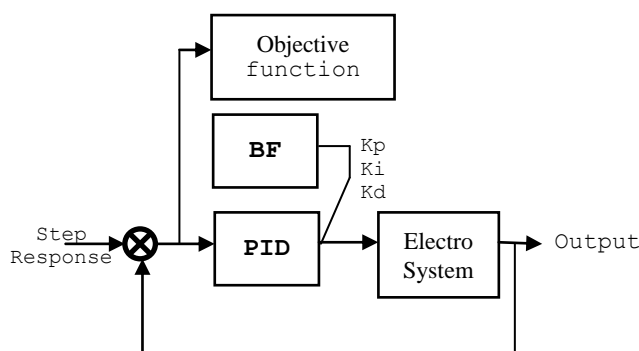 Objective
function
BF
Kp
Ki
Kd
Step
Response
PID
Electro
System
Output